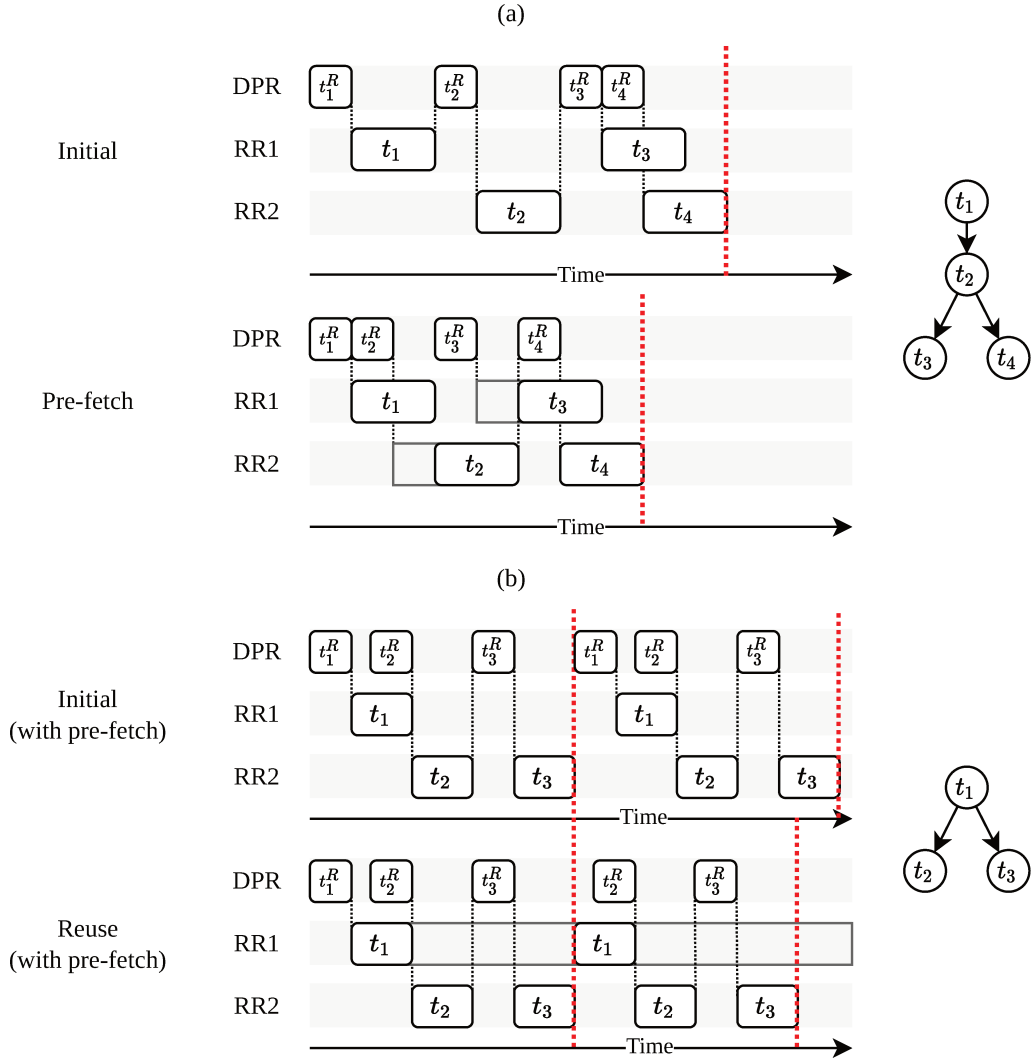 (a)
DPR
t₁ᴿ t₂ᴿ t₃ᴿ t₄ᴿ
Initial
RR1
t₁ t₃
RR2
t₂ t₄
Time
DPR
t₁ᴿ t₂ᴿ t₃ᴿ t₄ᴿ
Pre-fetch
RR1
t₁ t₃
RR2
t₂ t₄
Time
t₁
t₂
t₃ t₄
(b)
DPR
t₁ᴿ t₂ᴿ t₃ᴿ t₁ᴿ t₂ᴿ t₃ᴿ
Initial
(with pre-fetch)
RR1
t₁ t₁
RR2
t₂ t₃ t₂ t₃
Time
DPR
t₁ᴿ t₂ᴿ t₃ᴿ t₂ᴿ t₃ᴿ
Reuse
(with pre-fetch)
RR1
t₁ t₁
RR2
t₂ t₃ t₂ t₃
Time
t₁
t₂ t₃